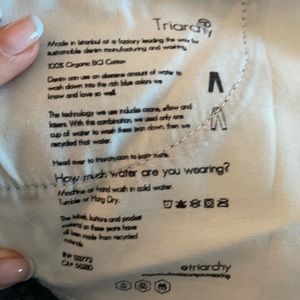 Triarchy
Made in Istanbul at a factory leading the way for
sustainable denim manufacturing and washing.
100% Organic BCI Cotton
Denim can use an obscene amount of water to
wash down into the rich blue colors we
know and love so well.
The technology we use includes ozone, eflow and
lasers. With this combination, we used only one
cup of water to wash these jean down, then we
recycled that water.
Head over to triarchy.com to learn more.
How much water are you wearing?
Machine or hand wash in cold water.
Tumble or Hang Dry.
The labels, buttons and pocket
material on these jeans have
all been made from recycled
materials
@triarchy